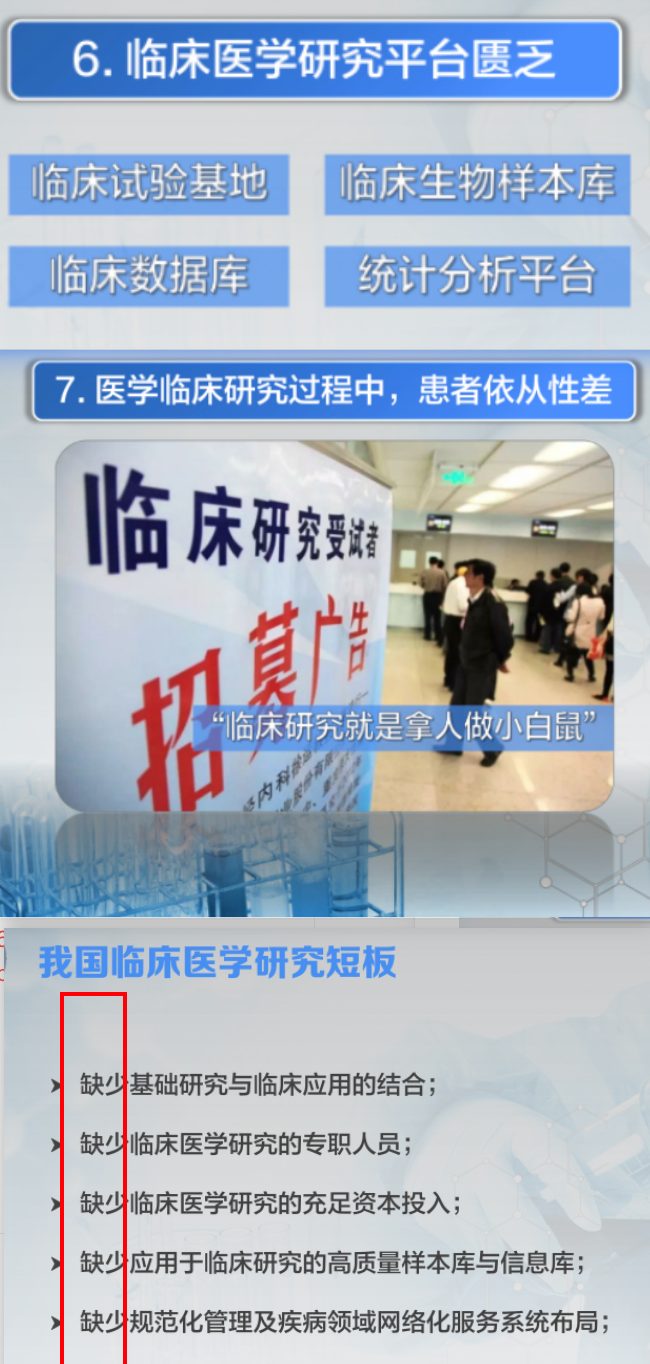 6. 临床医学研究平台匮乏
临床试验基地
临床生物样本库
临床数据库
统计分析平台
7. 医学临床研究过程中，患者依从性差
临床研究受试者
招募广告
“临床研究就是拿人做小白鼠”
我国临床医学研究短板
➤ 缺少基础研究与临床应用的结合；
➤ 缺少临床医学研究的专职人员；
➤ 缺少临床医学研究的充足资本投入；
➤ 缺少应用于临床研究的高质量样本库与信息库；
➤ 缺少规范化管理及疾病领域网络化服务系统布局；